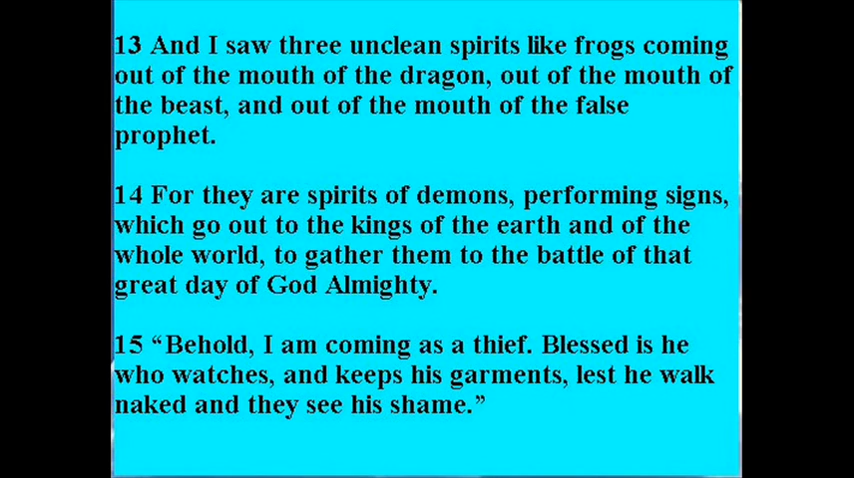 13 And I saw three unclean spirits like frogs coming
out of the mouth of the dragon, out of the mouth of
the beast, and out of the mouth of the false
prophet.
14 For they are spirits of demons, performing signs,
which go out to the kings of the earth and of the
whole world, to gather them to the battle of that
great day of God Almighty.
15 “Behold, I am coming as a thief. Blessed is he
who watches, and keeps his garments, lest he walk
naked and they see his shame.”